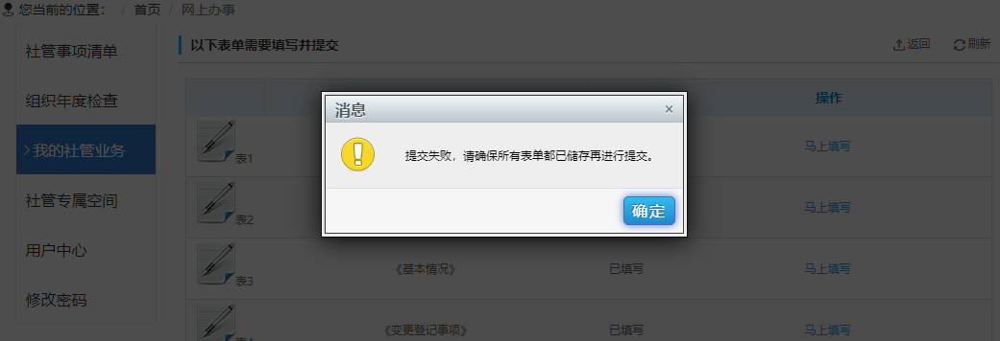 您当前的位置： / 首页 / 网上办事
社管事项清单
组织年度检查
我的社管业务
社管专属空间
用户中心
修改密码
以下表单需要填写并提交
返回 刷新
操作
表1 马上填写
表2 马上填写
表3 《基本情况》 已填写 马上填写
《变更登记事项》 已填写 马上填写
消息 ×
提交失败，请确保所有表单都已储存再进行提交。
确定